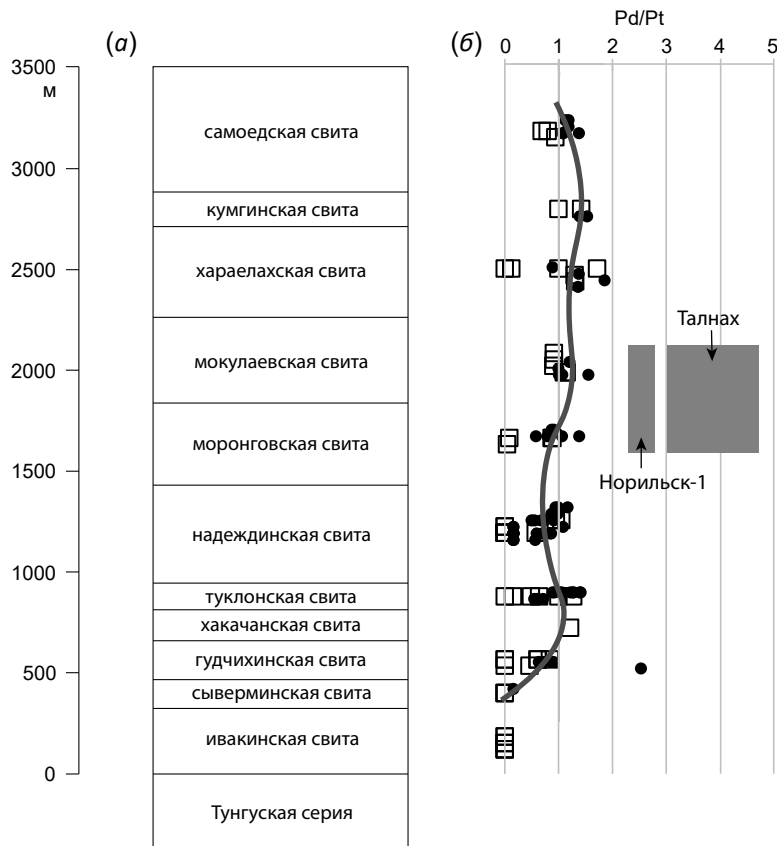 (а)
(б)
Pd/Pt
0 1 2 3 4 5
3500
м
3000
2500
2000
1500
1000
500
0
самоедская свита
кумгинская свита
хараелахская свита
мокулаевская свита
моронговская свита
надеждинская свита
туклонская свита
хакачанская свита
гудчихинская свита
сыверминская свита
ивакинская свита
Тунгуская серия
Талнах
Норильск-1